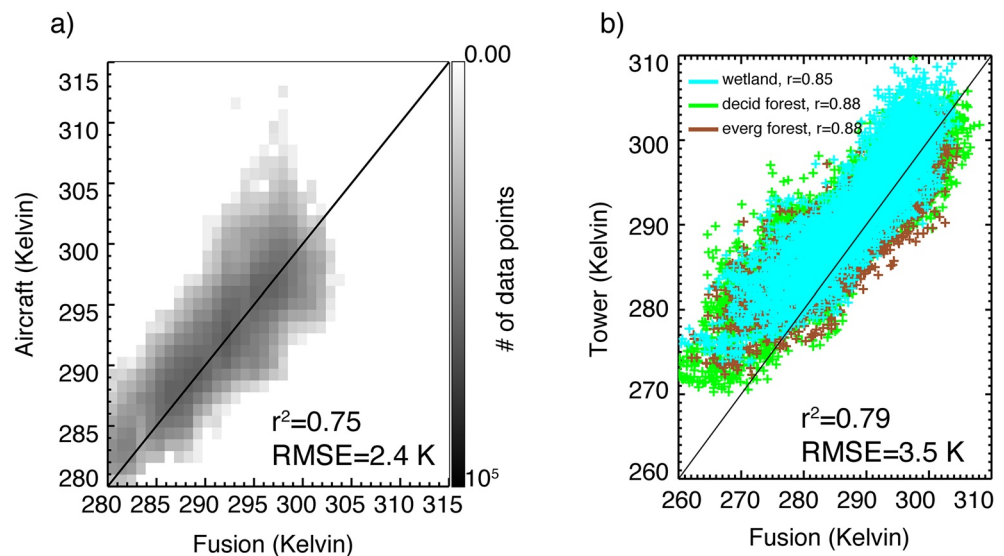 a)
0.00
315
310
305
300
295
290
285
280
Aircraft (Kelvin)
r²=0.75
RMSE=2.4 K
10⁵
# of data points
280 285 290 295 300 305 310 315
Fusion (Kelvin)
b)
310
300
290
280
270
260
Tower (Kelvin)
wetland, r=0.85
decid forest, r=0.88
everg forest, r=0.88
r²=0.79
RMSE=3.5 K
260 270 280 290 300 310
Fusion (Kelvin)